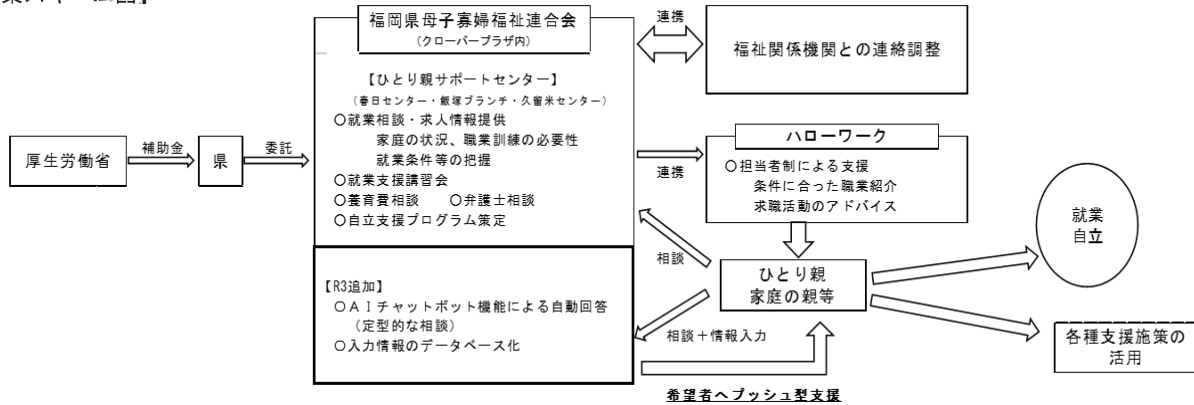 福岡県母子寡婦福祉連合会
(クローバープラザ内)
【ひとり親サポートセンター】
(春日センター・飯塚ブランチ・久留米センター)
○就業相談・求人情報提供
家庭の状況、職業訓練の必要性
就業条件等の把握
○就業支援講習会
○養育費相談 ○弁護士相談
○自立支援プログラム策定
厚生労働省
補助金
県
委託
連携
福祉関係機関との連絡調整
連携
ハローワーク
○担当者制による支援
条件に合った職業紹介
求職活動のアドバイス
相談
ひとり親
家庭の親等
就業
自立
各種支援施策の
活用
【R3追加】
○AIチャットボット機能による自動回答
(定型的な相談)
○入力情報のデータベース化
相談+情報入力
希望者へプッシュ型支援